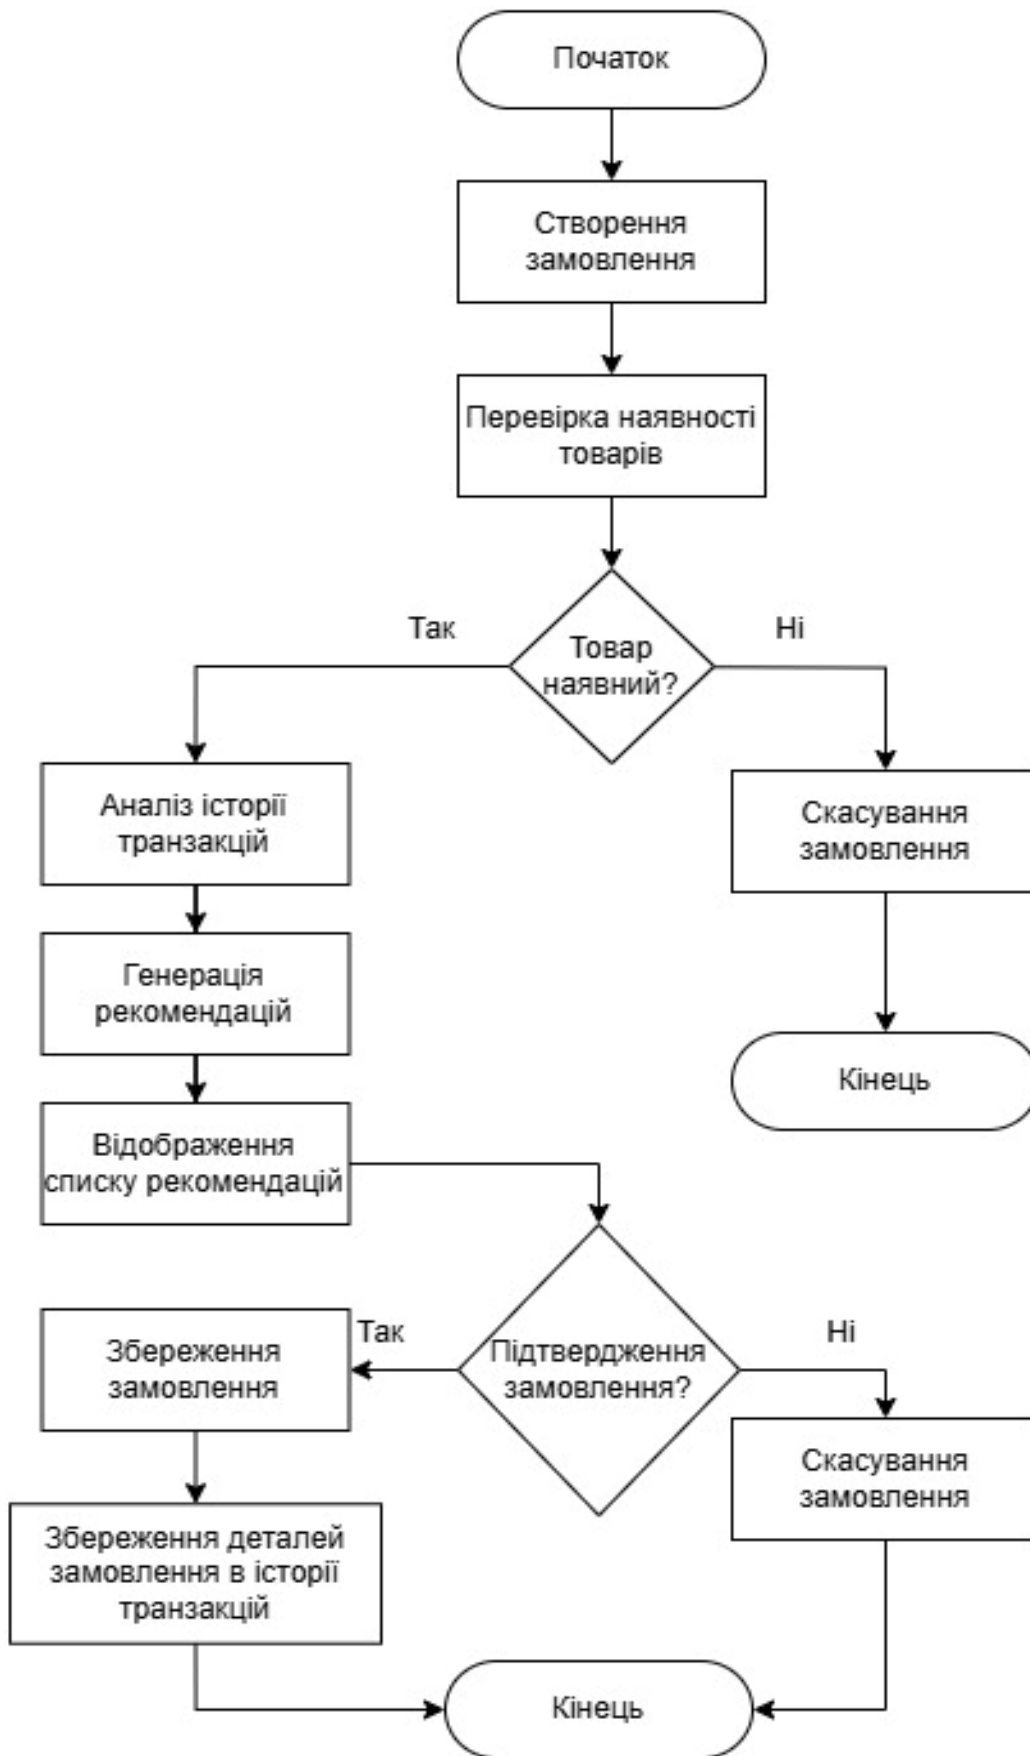 Початок
Створення
замовлення
Перевірка наявності
товарів
Товар
наявний?
Так
Ні
Аналіз історії
транзакцій
Скасування
замовлення
Генерація
рекомендацій
Кінець
Відображення
списку рекомендацій
Підтвердження
замовлення?
Так
Ні
Збереження
замовлення
Скасування
замовлення
Збереження деталей
замовлення в історії
транзакцій
Кінець